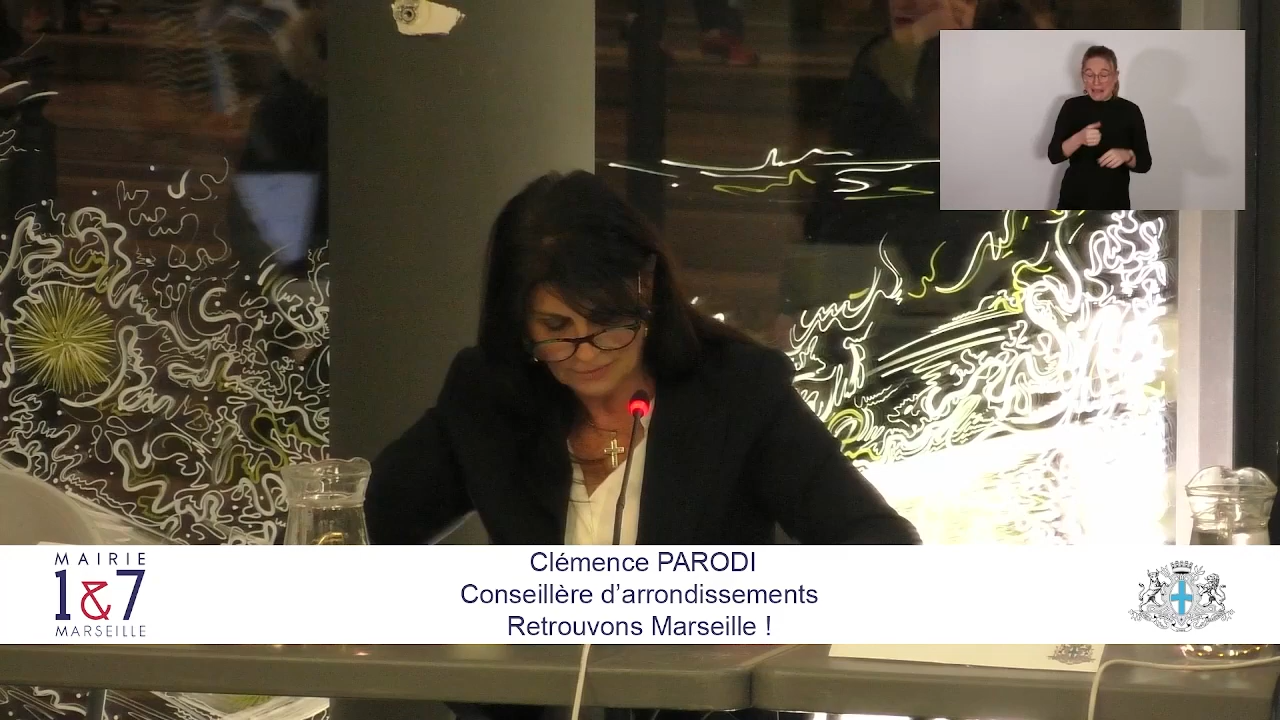 MAIRIE
1&7
MARSEILLE
Clémence PARODI
Conseillère d'arrondissements
Retrouvons Marseille !